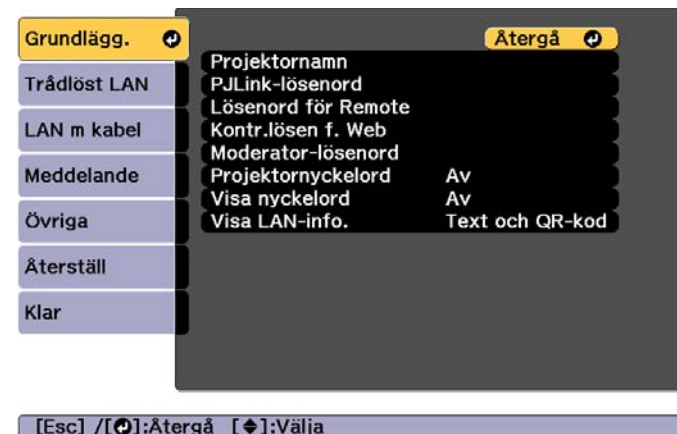 Grundlägg.
Trådlöst LAN
LAN m kabel
Meddelande
Övriga
Återställ
Klar
Återgå
Projektornamn
PJLink-lösenord
Lösenord för Remote
Kontr.lösen f. Web
Moderator-lösenord
Projektornyckelord Av
Visa nyckelord Av
Visa LAN-info. Text och QR-kod
[Esc] /[ ]:Återgå [ ]:Välja